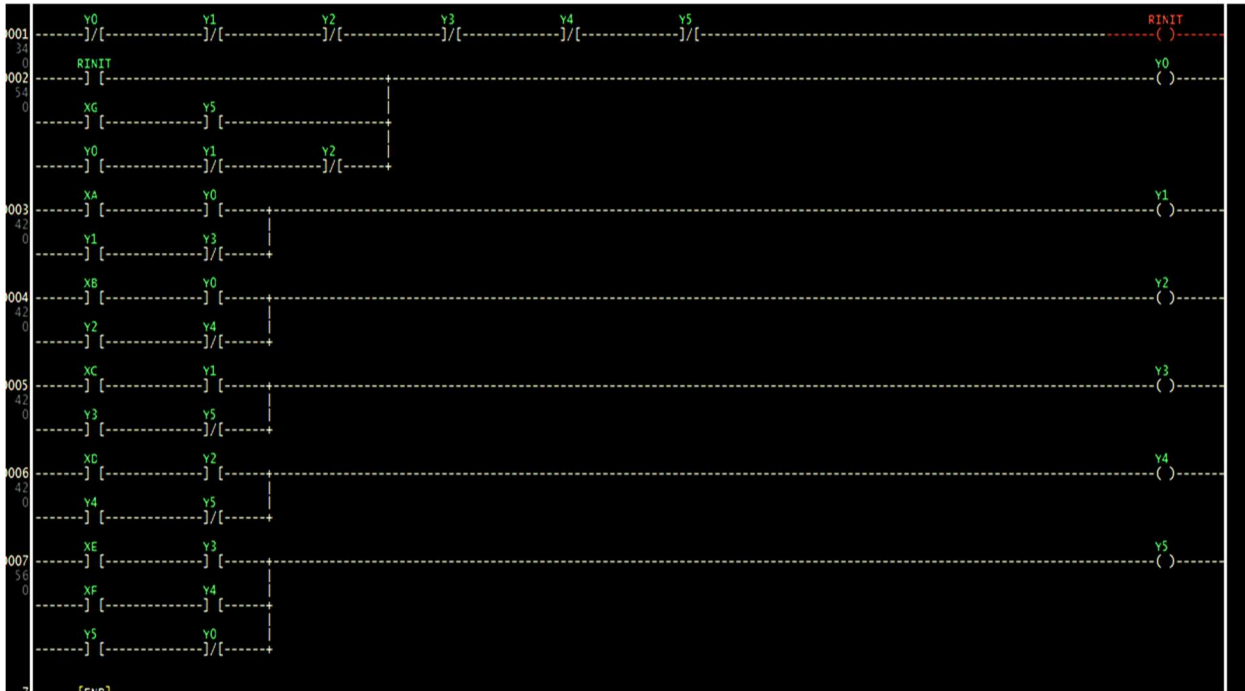 Y0 Y1 Y2 Y3 Y4 Y5 RINIT
0001 ]/[ ]/[ ]/[ ]/[ ]/[ ]/[ ( )
34
0 RINIT Y0
0002 ] [ ( )
54
0 XG Y5
] [ ] [
Y0 Y1 Y2
] [ ]/[ ]/[
XA Y0 Y1
0003 ] [ ] [ ( )
42
0 Y1 Y3
] [ ]/[
XB Y0 Y2
0004 ] [ ] [ ( )
42
0 Y2 Y4
] [ ]/[
XC Y1 Y3
0005 ] [ ] [ ( )
42
0 Y3 Y5
] [ ]/[
XD Y2 Y4
0006 ] [ ] [ ( )
42
0 Y4 Y5
] [ ]/[
XE Y3 Y5
0007 ] [ ] [ ( )
56
0 XF Y4
] [ ] [
Y5 Y0
] [ ]/[
7 [END]